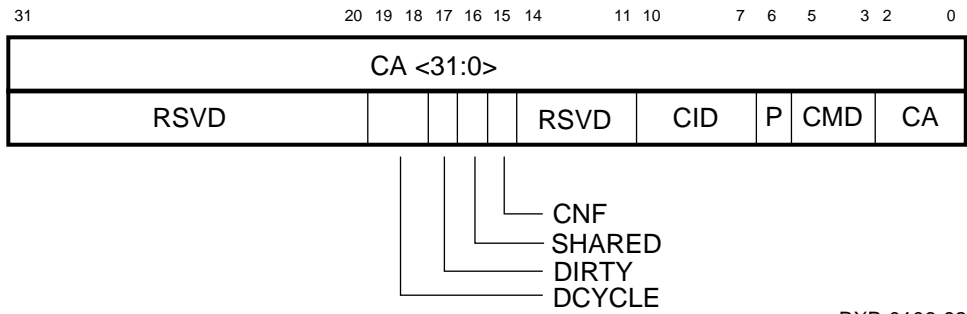 31 20 19 18 17 16 15 14 11 10 7 6 5 3 2 0
CA <31:0>
RSVD RSVD CID P CMD CA
CNF
SHARED
DIRTY
DCYCLE